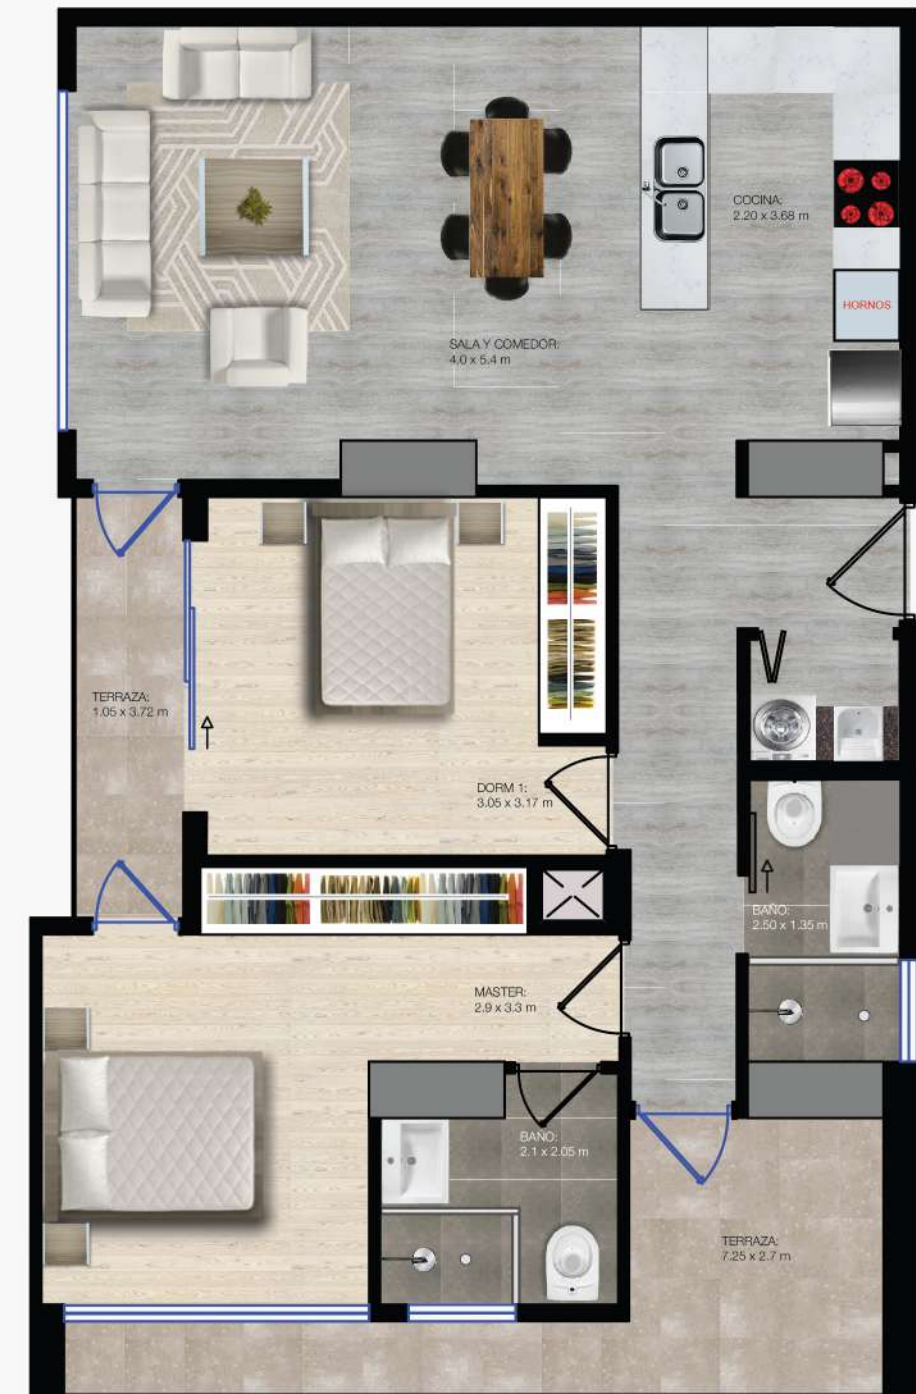 COCINA:
2.20 x 3.68 m
HORNOS
SALA Y COMEDOR:
4.0 x 5.4 m
TERRAZA:
1.05 x 3.72 m
DORM 1:
3.05 x 3.17 m
BAÑO:
2.50 x 1.35 m
MASTER:
2.9 x 3.3 m
BAÑO:
2.1 x 2.05 m
TERRAZA:
7.25 x 2.7 m